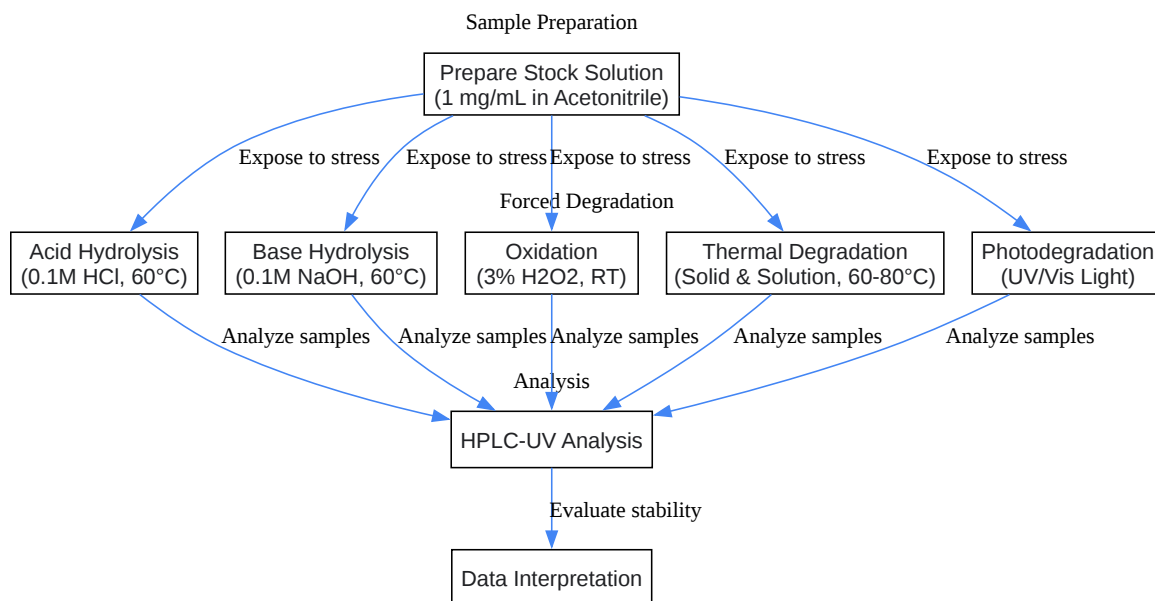 Sample Preparation
Prepare Stock Solution
(1 mg/mL in Acetonitrile)
Expose to stress
Expose to stress
Expose to stress
Expose to stress
Expose to stress
Forced Degradation
Acid Hydrolysis
(0.1M HCl, 60°C)
Base Hydrolysis
(0.1M NaOH, 60°C)
Oxidation
(3% H2O2, RT)
Thermal Degradation
(Solid & Solution, 60-80°C)
Photodegradation
(UV/Vis Light)
Analyze samples
Analyze samples
Analyze samples
Analyze samples
Analyze samples
Analysis
HPLC-UV Analysis
Evaluate stability
Data Interpretation